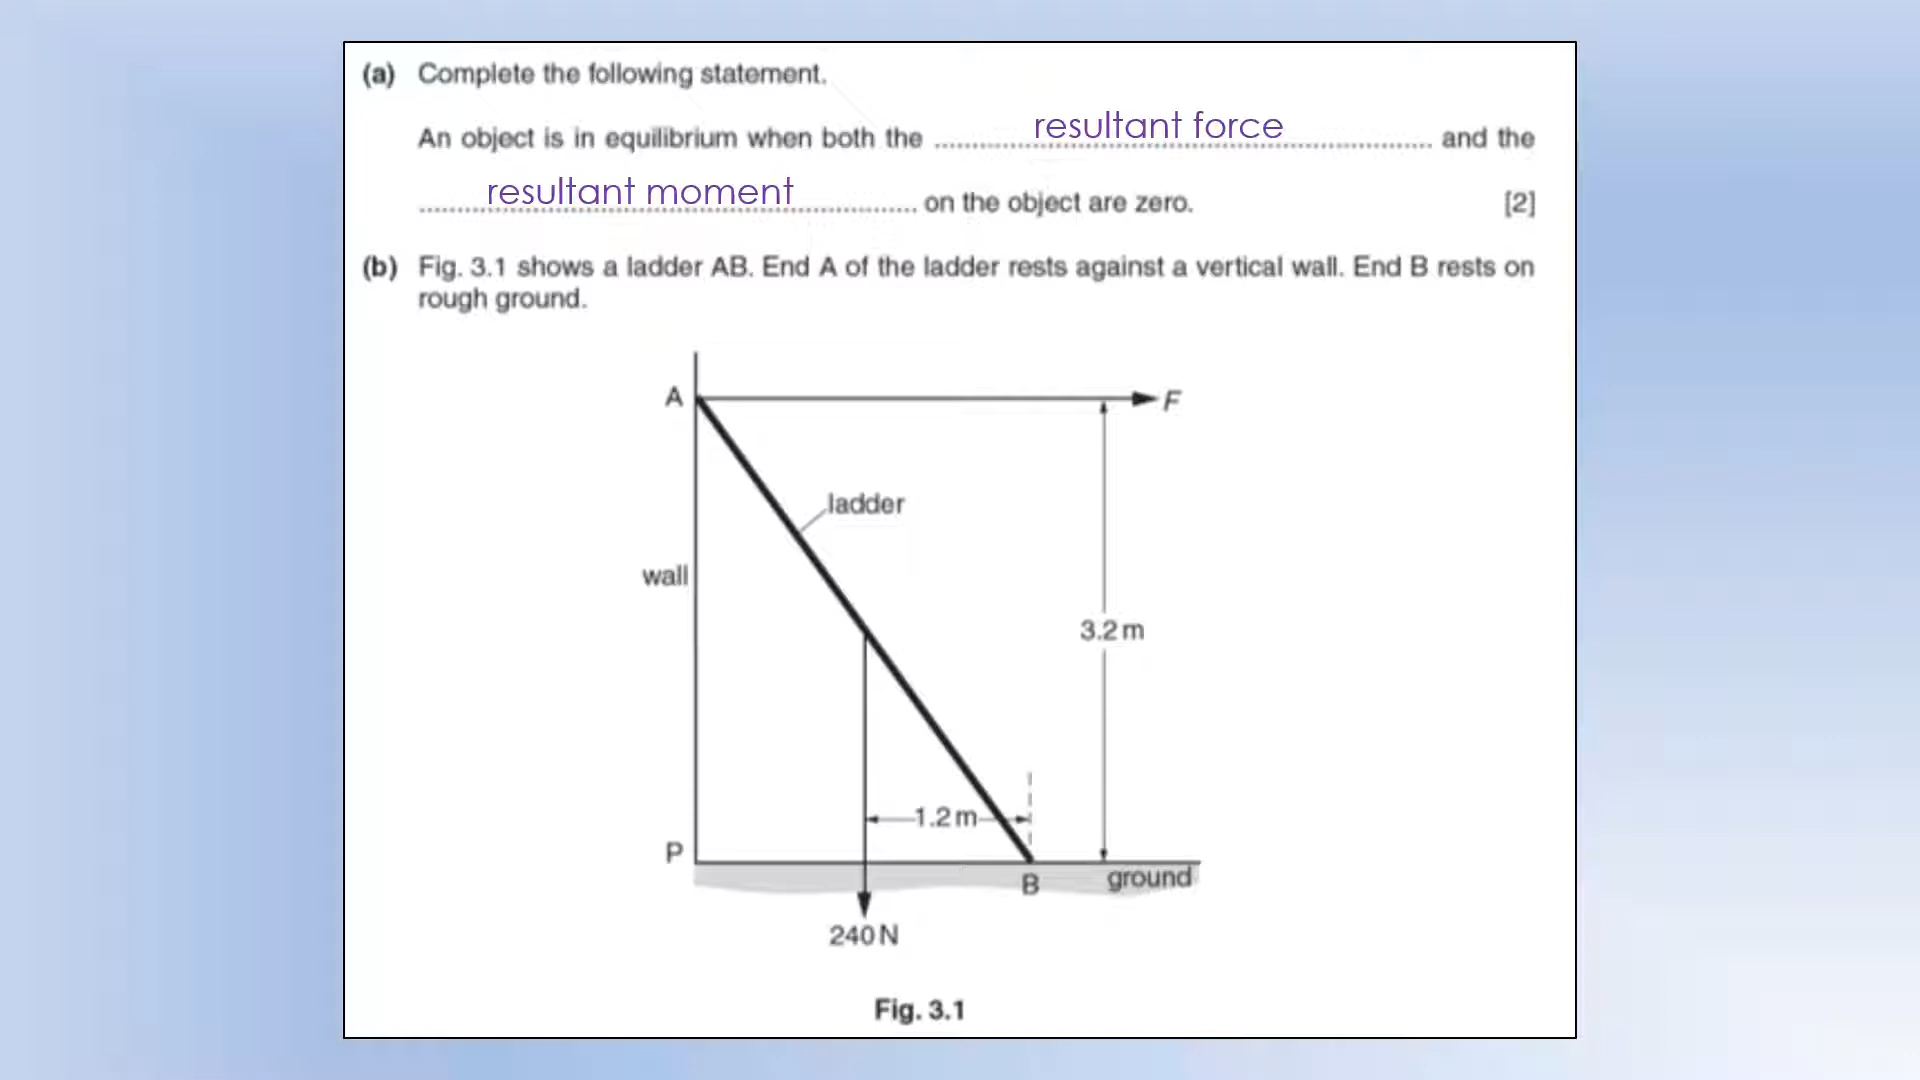 (a) Complete the following statement.
An object is in equilibrium when both the resultant force and the
resultant moment on the object are zero. [2]
(b) Fig. 3.1 shows a ladder AB. End A of the ladder rests against a vertical wall. End B rests on
rough ground.
A F
ladder
wall
3.2 m
1.2 m
P
B ground
240 N
Fig. 3.1